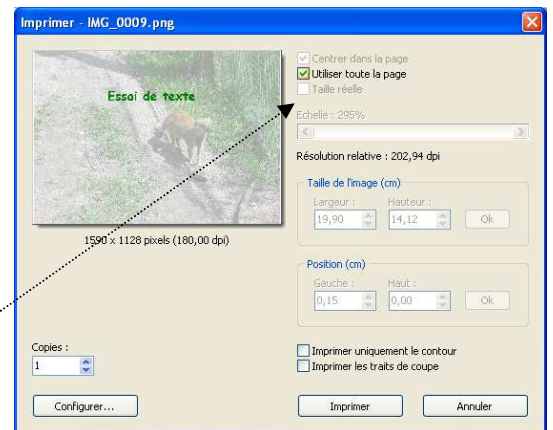 Imprimer - IMG_0009.png
Essai de texte
1590 x 1128 pixels (180,00 dpi)
Centrer dans la page
Utiliser toute la page
Taille réelle
Echelle : 295%
Résolution relative : 202,94 dpi
Taille de l'image (cm)
Largeur : Hauteur :
19,90 14,12 Ok
Position (cm)
Gauche : Haut :
0,15 0,00 Ok
Copies :
1
Imprimer uniquement le contour
Imprimer les traits de coupe
Configurer... Imprimer Annuler